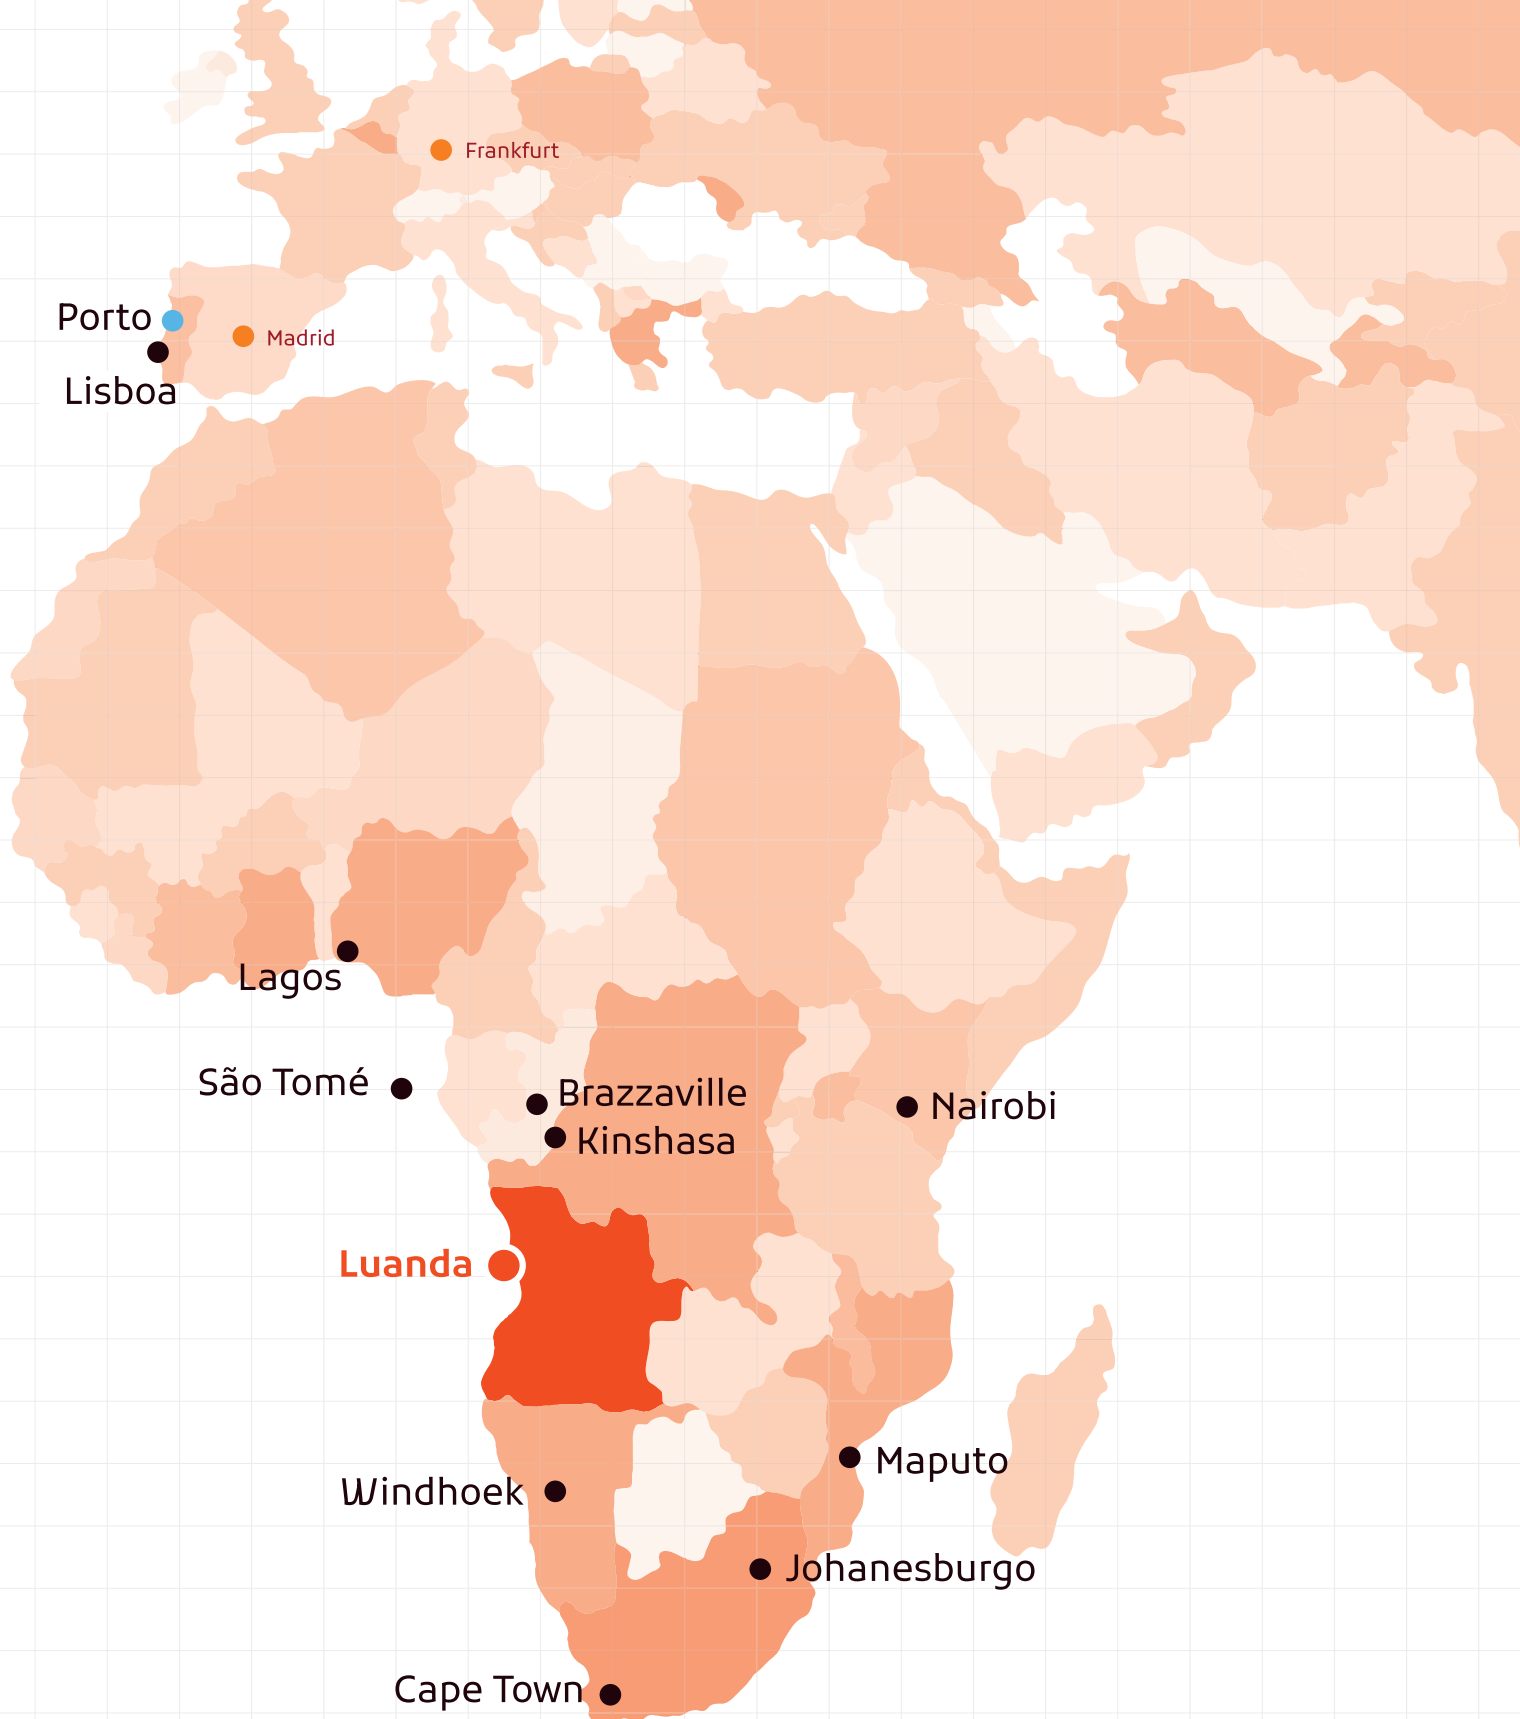 Frankfurt
Porto
Madrid
Lisboa
Lagos
São Tomé
Brazzaville
Nairobi
Kinshasa
Luanda
Maputo
Windhoek
Johanesburgo
Cape Town